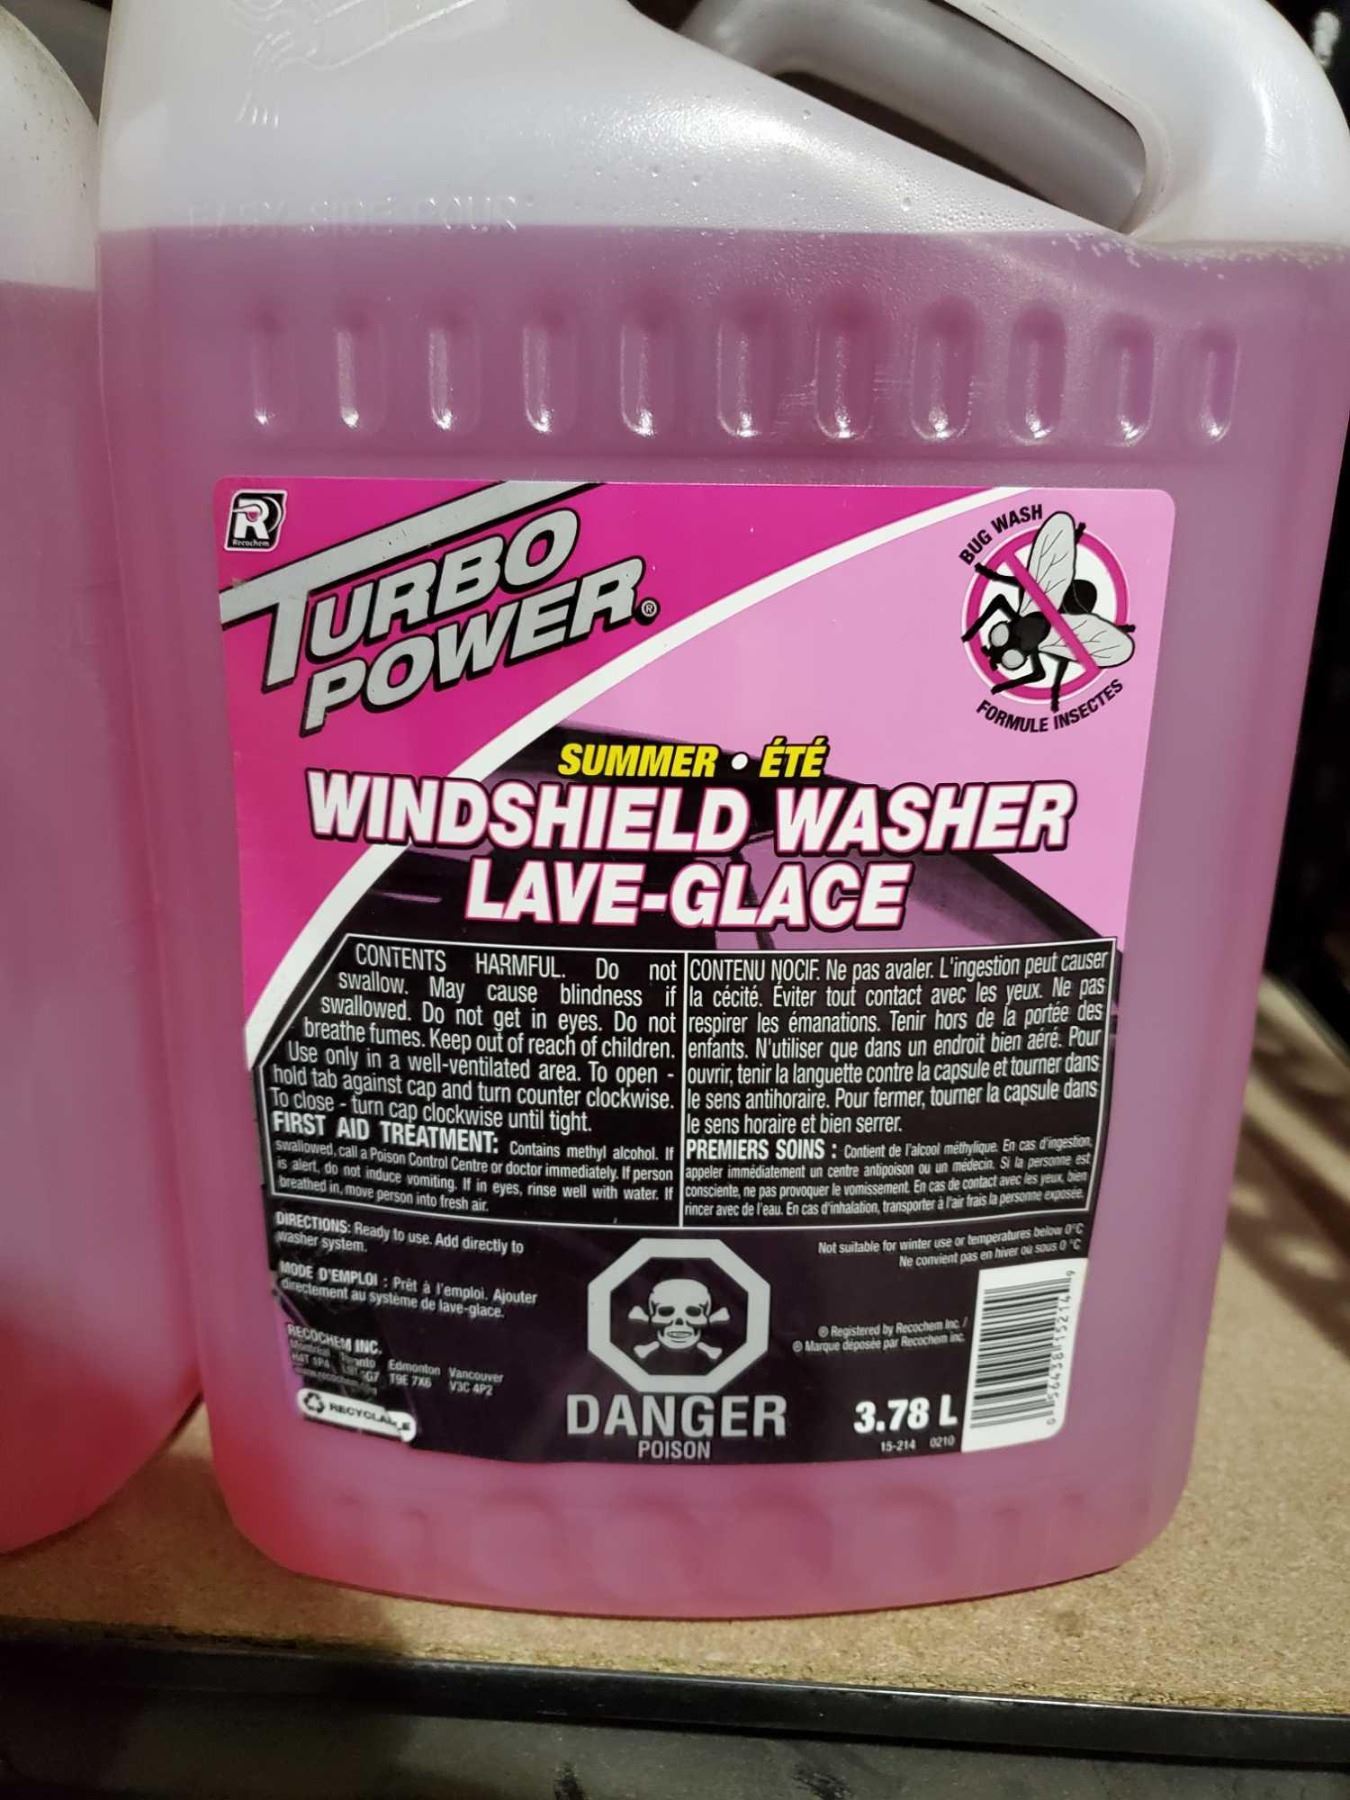 EASY SIDE POUR
R
Recochem
TURBO
POWER®
BUG WASH
FORMULE INSECTES
SUMMER • ÉTÉ
WINDSHIELD WASHER
LAVE-GLACE
CONTENTS HARMFUL. Do not
swallow. May cause blindness if
swallowed. Do not get in eyes. Do not
breathe fumes. Keep out of reach of children.
Use only in a well-ventilated area. To open -
hold tab against cap and turn counter clockwise.
To close - turn cap clockwise until tight.
FIRST AID TREATMENT: Contains methyl alcohol. If
swallowed, call a Poison Control Centre or doctor immediately. If person
is alert, do not induce vomiting. If in eyes, rinse well with water. If
breathed in, move person into fresh air.
CONTENU NOCIF. Ne pas avaler. L'ingestion peut causer
la cécité. Éviter tout contact avec les yeux. Ne pas
respirer les émanations. Tenir hors de la portée des
enfants. N'utiliser que dans un endroit bien aéré. Pour
ouvrir, tenir la languette contre la capsule et tourner dans
le sens antihoraire. Pour fermer, tourner la capsule dans
le sens horaire et bien serrer.
PREMIERS SOINS : Contient de l'alcool méthylique. En cas d'ingestion,
appeler immédiatement un centre antipoison ou un médecin. Si la personne est
consciente, ne pas provoquer le vomissement. En cas de contact avec les yeux, bien
rincer avec de l'eau. En cas d'inhalation, transporter à l'air frais la personne exposée.
DIRECTIONS: Ready to use. Add directly to
washer system.
MODE D'EMPLOI : Prêt à l'emploi. Ajouter
directement au système de lave-glace.
Not suitable for winter use or temperatures below 0°C
Ne convient pas en hiver ou sous 0 °C
® Registered by Recochem Inc. /
® Marque déposée par Recochem inc.
RECOCHEM INC.
Montréal Toronto Edmonton Vancouver
H4T T9E 7X6 V3C 4P2
RECYCLABLE
DANGER
POISON
3.78 L
15-214 0210